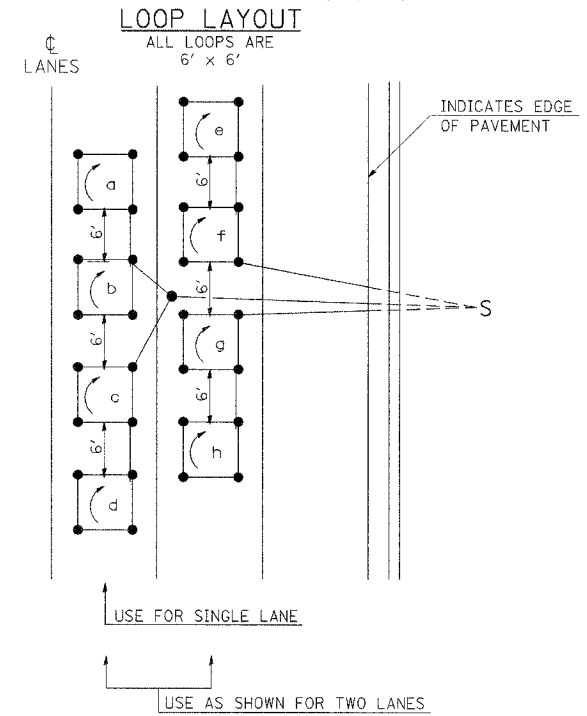 LOOP LAYOUT
ALL LOOPS ARE
6' x 6'
℄
LANES
INDICATES EDGE
OF PAVEMENT
e
a
6'
6'
f
b
6'
S
6'
g
c
6'
6'
h
d
USE FOR SINGLE LANE
USE AS SHOWN FOR TWO LANES